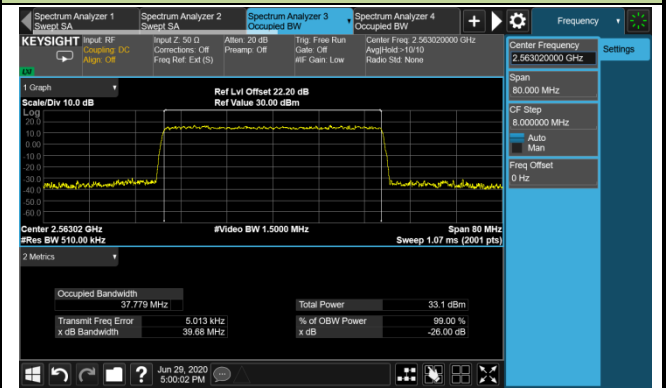 Spectrum Analyzer 1
Swept SA
Spectrum Analyzer 2
Swept SA
Spectrum Analyzer 3
Occupied BW
Spectrum Analyzer 4
Occupied BW
Frequency
KEYSIGHT
Input: RF
Coupling: DC
Align: Off
Input Z: 50 Ω
Corrections: Off
Freq Ref: Ext (S)
Atten: 20 dB
Preamp: Off
Trig: Free Run
Gate: Off
#IF Gain: Low
Center Freq: 2.563020000 GHz
Avg|Hold:>10/10
Radio Std: None
LM
Center Frequency
2.563020000 GHz
Settings
Span
80.000 MHz
CF Step
8.000000 MHz
Auto
Man
Freq Offset
0 Hz
1 Graph
Scale/Div 10.0 dB
Ref Lvl Offset 22.20 dB
Ref Value 30.00 dBm
Log
20.0
10.0
0.00
-10.0
-20.0
-30.0
-40.0
-50.0
-60.0
Center 2.56302 GHz
#Res BW 510.00 kHz
#Video BW 1.5000 MHz
Span 80 MHz
Sweep 1.07 ms (2001 pts)
2 Metrics
Occupied Bandwidth
37.779 MHz
Total Power 33.1 dBm
Transmit Freq Error 5.013 kHz
% of OBW Power 99.00 %
x dB Bandwidth 39.68 MHz
x dB -26.00 dB
?
Jun 29, 2020
5:00:02 PM